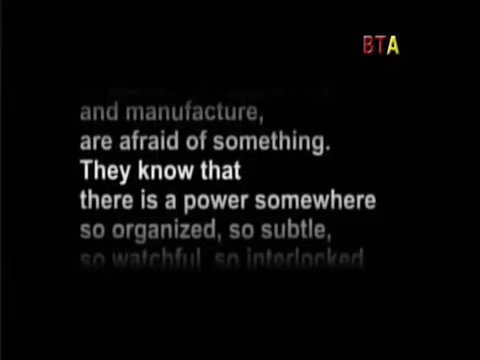 BTA
and manufacture,
are afraid of something.
They know that
there is a power somewhere
so organized, so subtle,
so watchful, so interlocked